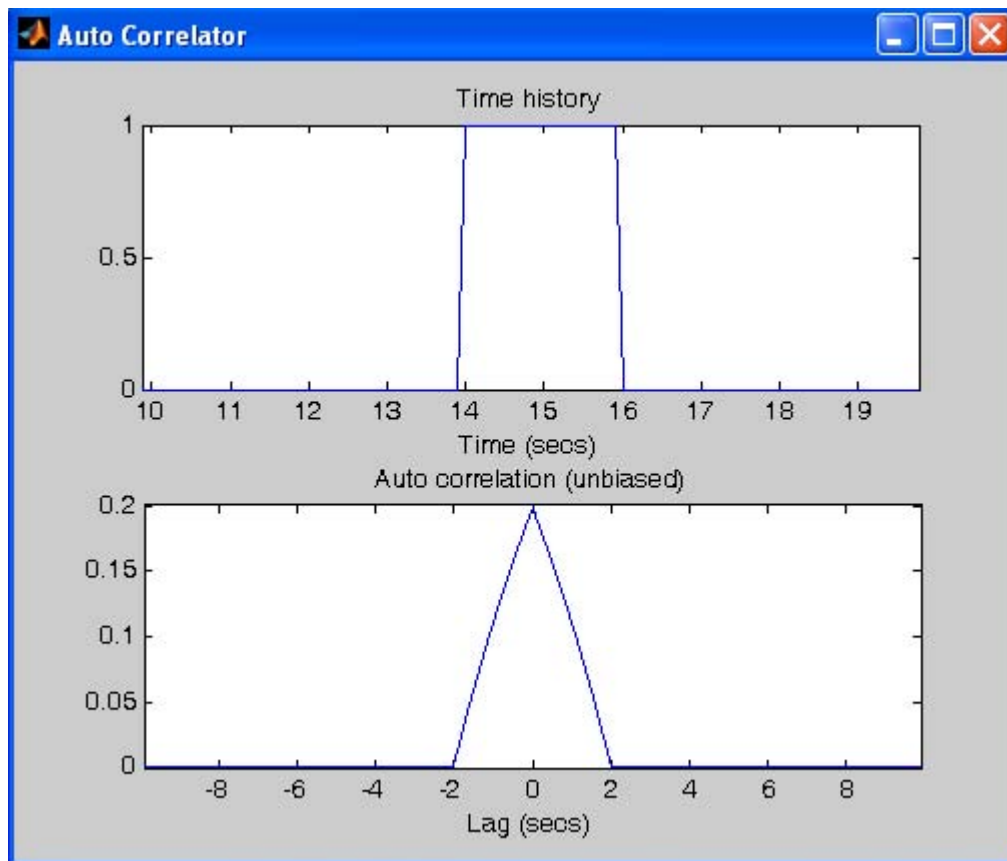 Auto Correlator
Time history
1
0.5
0
10 11 12 13 14 15 16 17 18 19
Time (secs)
Auto correlation (unbiased)
0.2
0.15
0.1
0.05
0
-8 -6 -4 -2 0 2 4 6 8
Lag (secs)